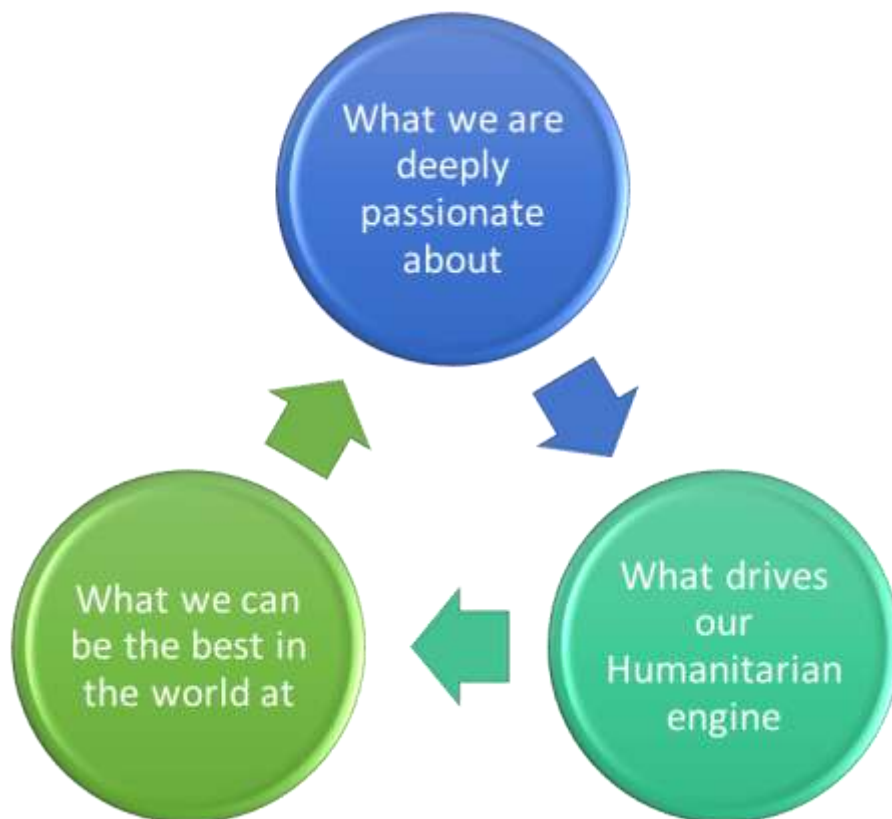 What we are
deeply
passionate
about
What drives
our
Humanitarian
engine
What we can
be the best in
the world at